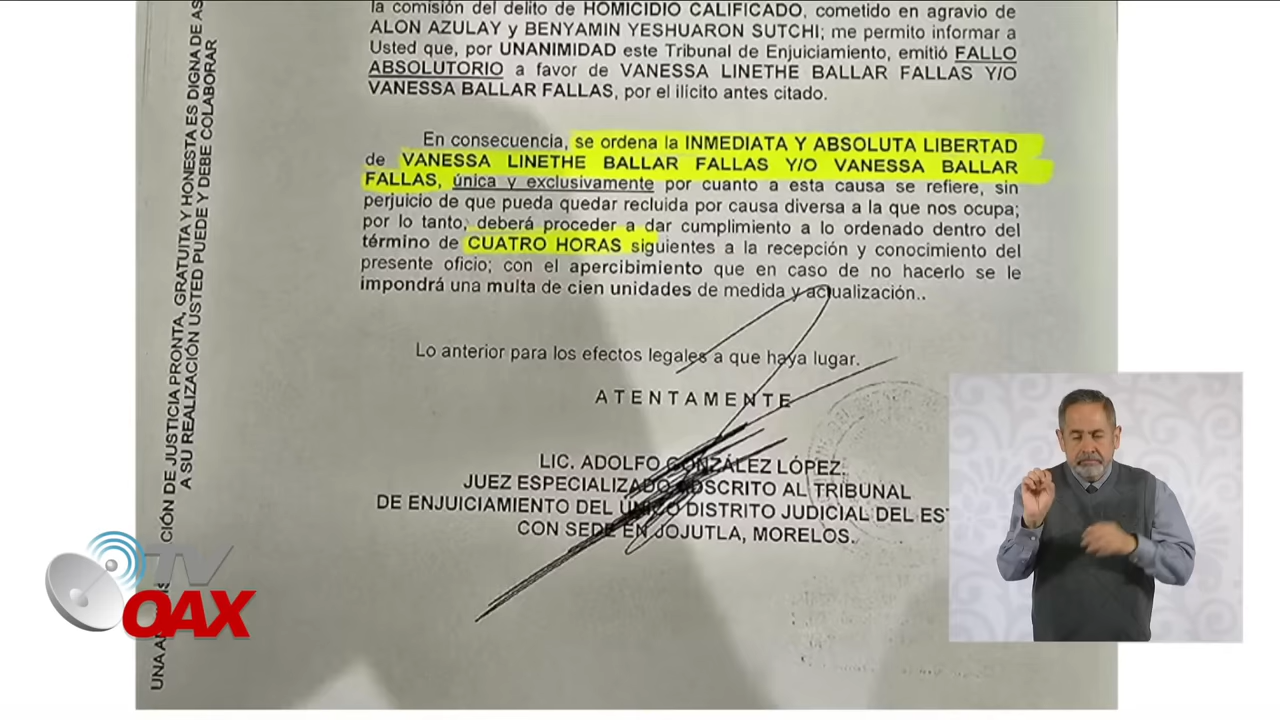 la comisión del delito de HOMICIDIO CALIFICADO, cometido en agravio de
ALON AZULAY y BENYAMIN YESHUARON SUTCHI; me permito informar a
Usted que, por UNANIMIDAD este Tribunal de Enjuiciamiento, emitió FALLO
ABSOLUTORIO a favor de VANESSA LINETHE BALLAR FALLAS Y/O
VANESSA BALLAR FALLAS, por el ilícito antes citado.
En consecuencia, se ordena la INMEDIATA Y ABSOLUTA LIBERTAD
de VANESSA LINETHE BALLAR FALLAS Y/O VANESSA BALLAR
FALLAS, única y exclusivamente por cuanto a esta causa se refiere, sin
perjuicio de que pueda quedar recluida por causa diversa a la que nos ocupa;
por lo tanto, deberá proceder a dar cumplimiento a lo ordenado dentro del
término de CUATRO HORAS siguientes a la recepción y conocimiento del
presente oficio; con el apercibimiento que en caso de no hacerlo se le
impondrá una multa de cien unidades de medida y actualización..
Lo anterior para los efectos legales a que haya lugar.
ATENTAMENTE
LIC. ADOLFO GONZÁLEZ LÓPEZ.
JUEZ ESPECIALIZADO ADSCRITO AL TRIBUNAL
DE ENJUICIAMIENTO DEL ÚNICO DISTRITO JUDICIAL DEL
CON SEDE EN JOJUTLA, MORELOS.
CIÓN DE JUSTICIA PRONTA, GRATUITA Y HONESTA ES DIGNA DE
A SU REALIZACIÓN USTED PUEDE Y DEBE COLABORAR
UNA
TV
OAX